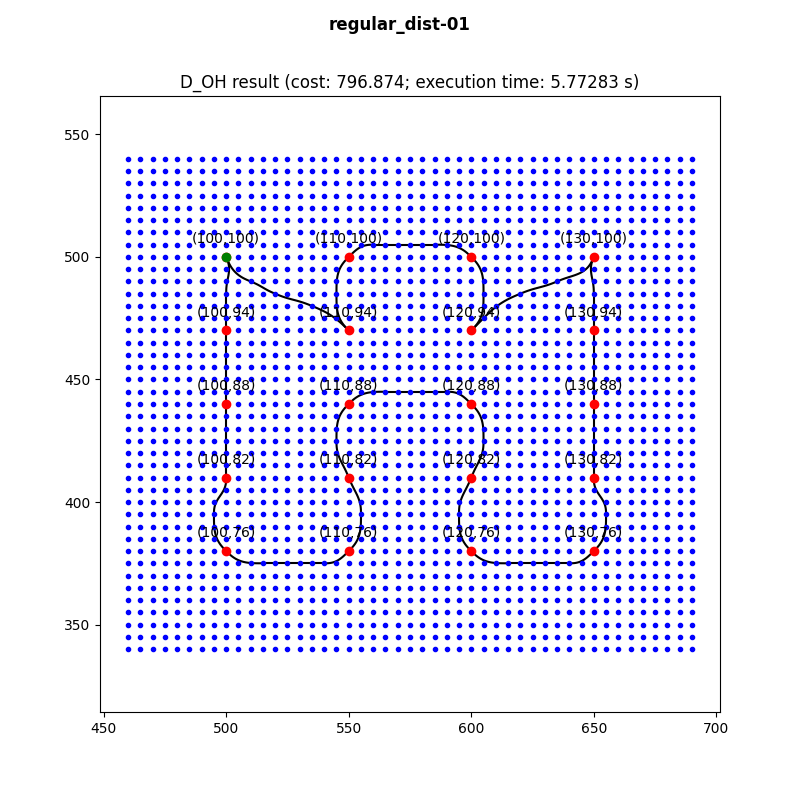 regular_dist-01
D_OH result (cost: 796.874; execution time: 5.77283 s)
550
500
450
400
350
(100,100) (110,100) (120,100) (130,100)
(100,94) (110,94) (120,94) (130,94)
(100,88) (110,88) (120,88) (130,88)
(100,82) (110,82) (120,82) (130,82)
(100,76) (110,76) (120,76) (130,76)
450 500 550 600 650 700